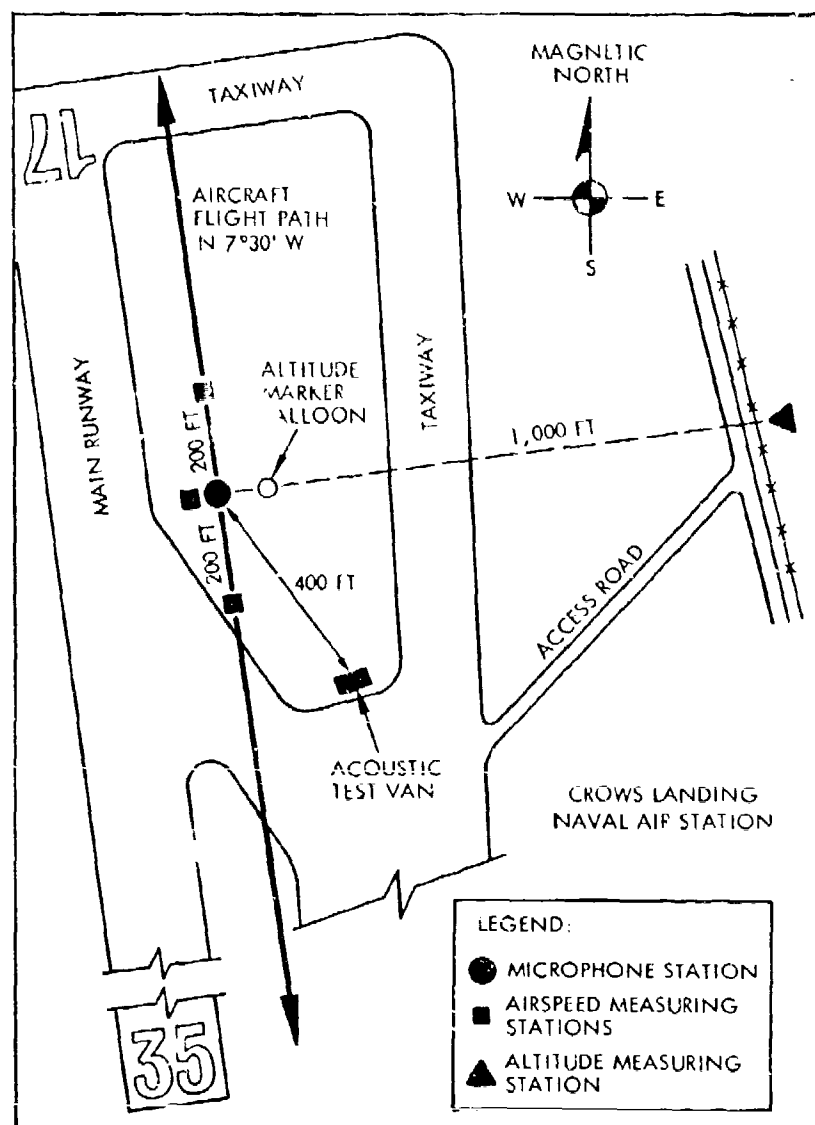 MAGNETIC
NORTH
TAXIWAY
17
AIRCRAFT
FLIGHT PATH
IN 7°30' W
W
E
S
ALTITUDE
MARKER
ALLOON
TAXIWAY
MAIN RUNWAY
200 FT
1,000 FT
200 FT
400 FT
ACCESS ROAD
ACOUSTIC
TEST VAN
CROWS LANDING
NAVAL AIR STATION
LEGEND:
MICROPHONE STATION
AIRSPEED MEASURING
STATIONS
ALTITUDE MEASURING
STATION
35